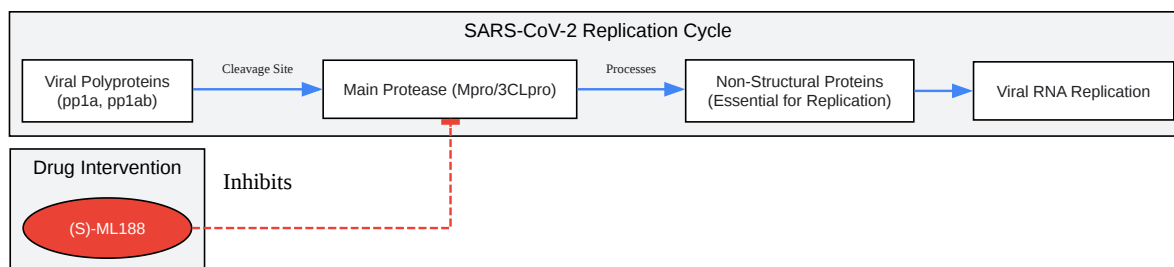 SARS-CoV-2 Replication Cycle
Viral Polyproteins
(pp1a, pp1ab)
Cleavage Site
Main Protease (Mpro/3CLpro)
Processes
Non-Structural Proteins
(Essential for Replication)
Viral RNA Replication
Drug Intervention
Inhibits
(S)-ML188